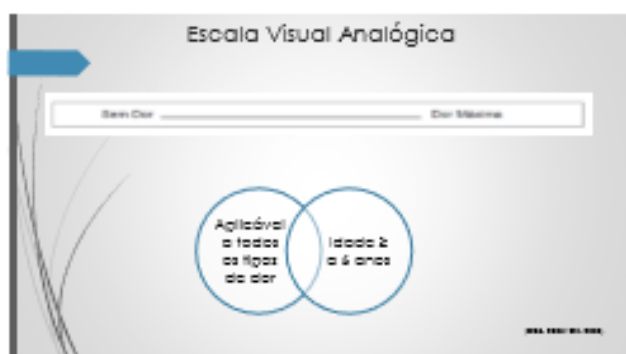 Escala Visual Analógica
Sem Dor Dor Máxima
Aplicável
a todos
os tipos
de dor
Idade ≥
a 6 anos